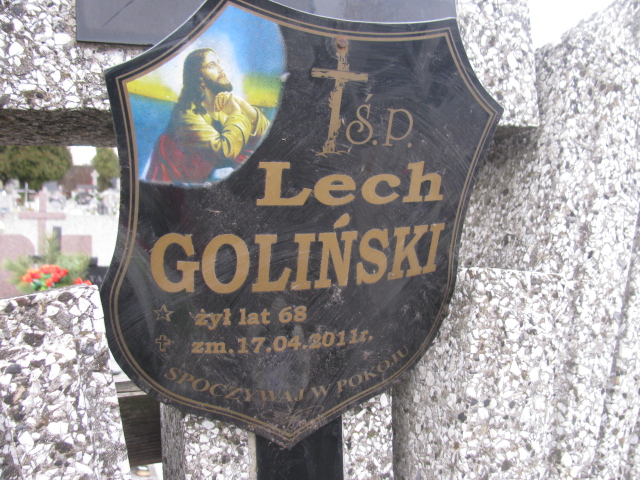 Ś.P.
Lech
GOLIŃSKI
żył lat 68
zm.17.04.2011r.
SPOCZYWAJ W POKOJU